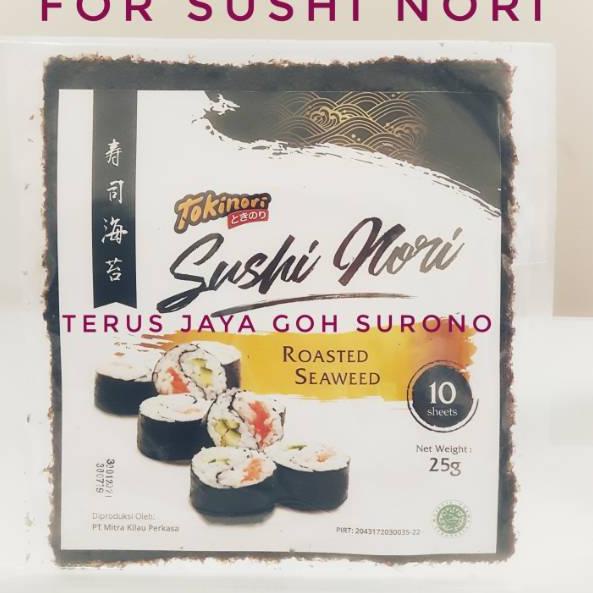 FOR SUSHI NORI
寿司海苔
Tokinori
ときのり
Sushi Nori
TERUS JAYA GOH SURONO
ROASTED
SEAWEED
10
sheets
Net Weight :
25g
Diproduksi Oleh:
PT Mitra Kilau Perkasa
PIRT: 2043172030035-22